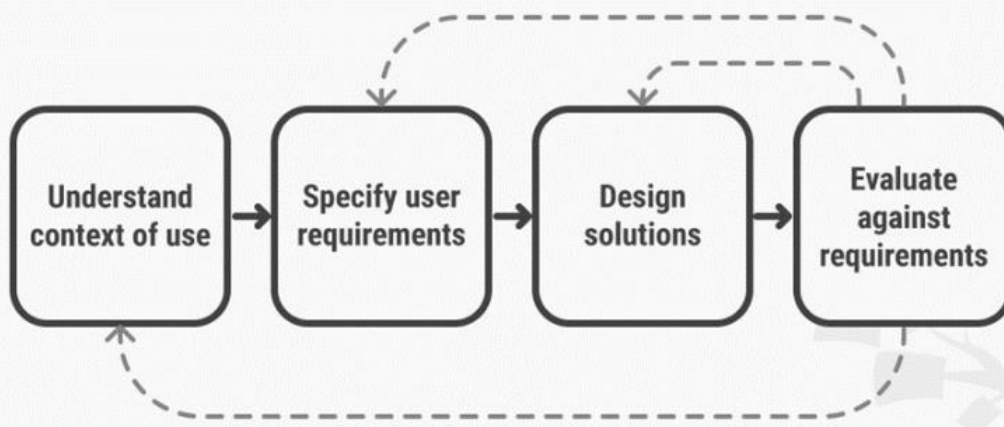 Understand
context of use
Specify user
requirements
Design
solutions
Evaluate
against
requirements